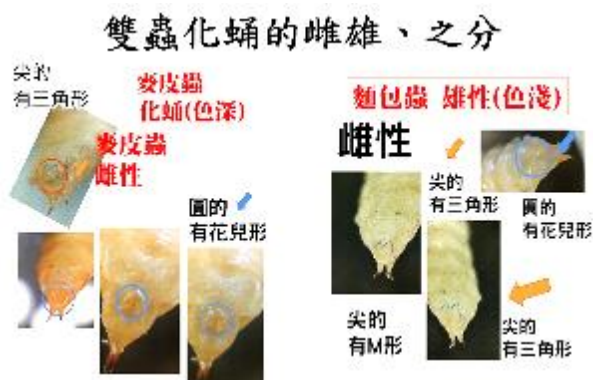 雙蟲化蛹的雌雄、之分
尖的
有三角形
麥皮蟲
化蛹(色深)
麥皮蟲
雌性
圓的
有花兒形
麵包蟲 雄性(色淺)
雌性
尖的
有三角形
圓的
有花兒形
尖的
有M形
尖的
有三角形